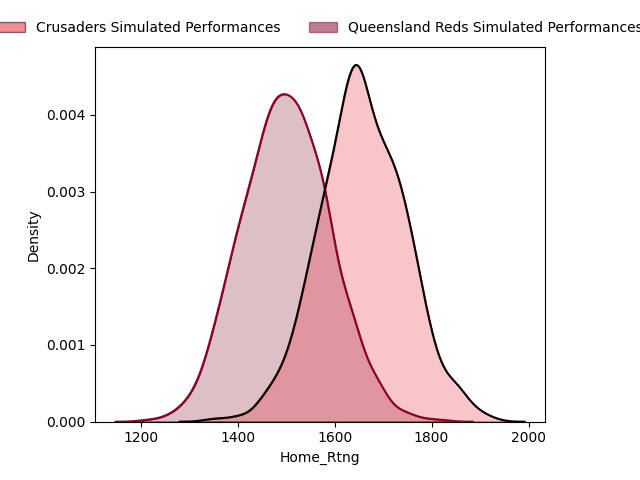 Crusaders Simulated Performances
Queensland Reds Simulated Performances
0.004
0.003
0.002
0.001
0.000
Density
1200 1400 1600 1800 2000
Home_Rtng